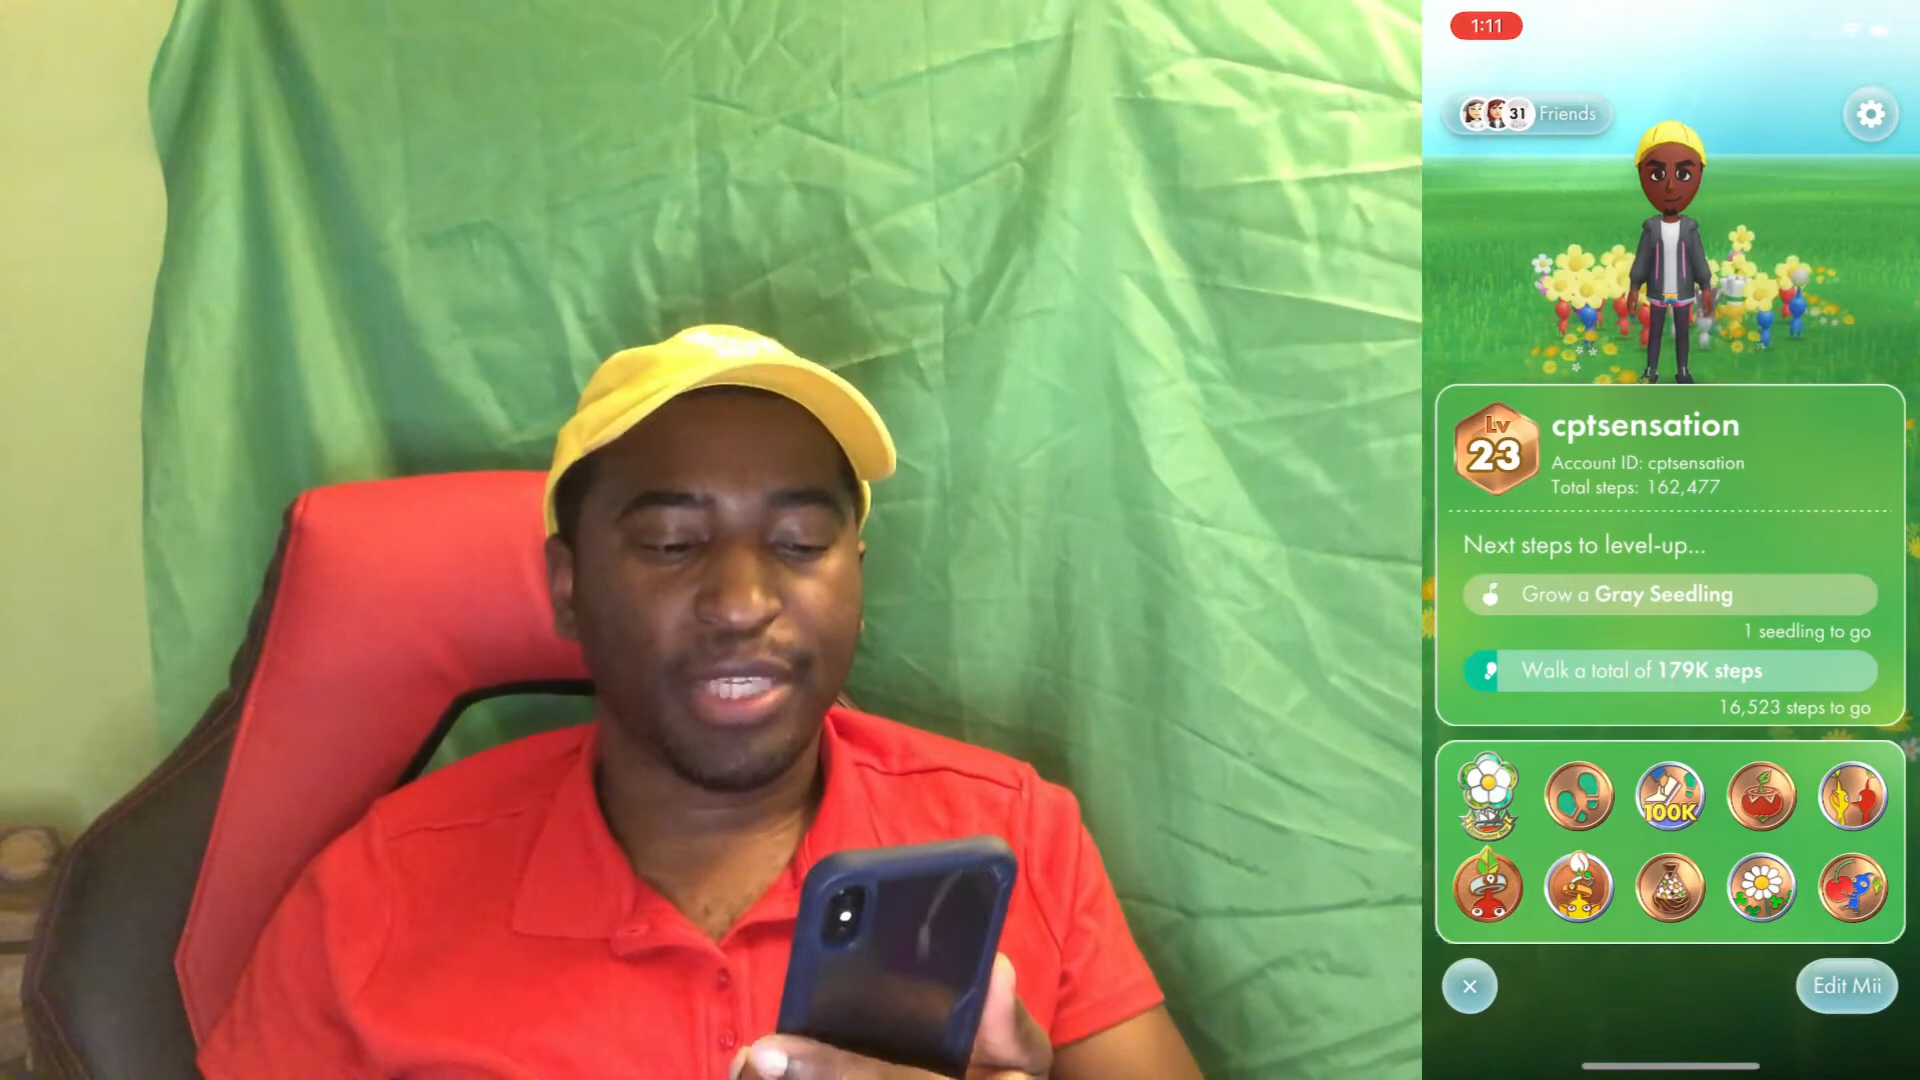 1:11
31 Friends
Lv
23
cptsensation
Account ID: cptsensation
Total steps: 162,477
Next steps to level-up...
Grow a Gray Seedling
1 seedling to go
Walk a total of 179K steps
16,523 steps to go
100K
Edit Mii